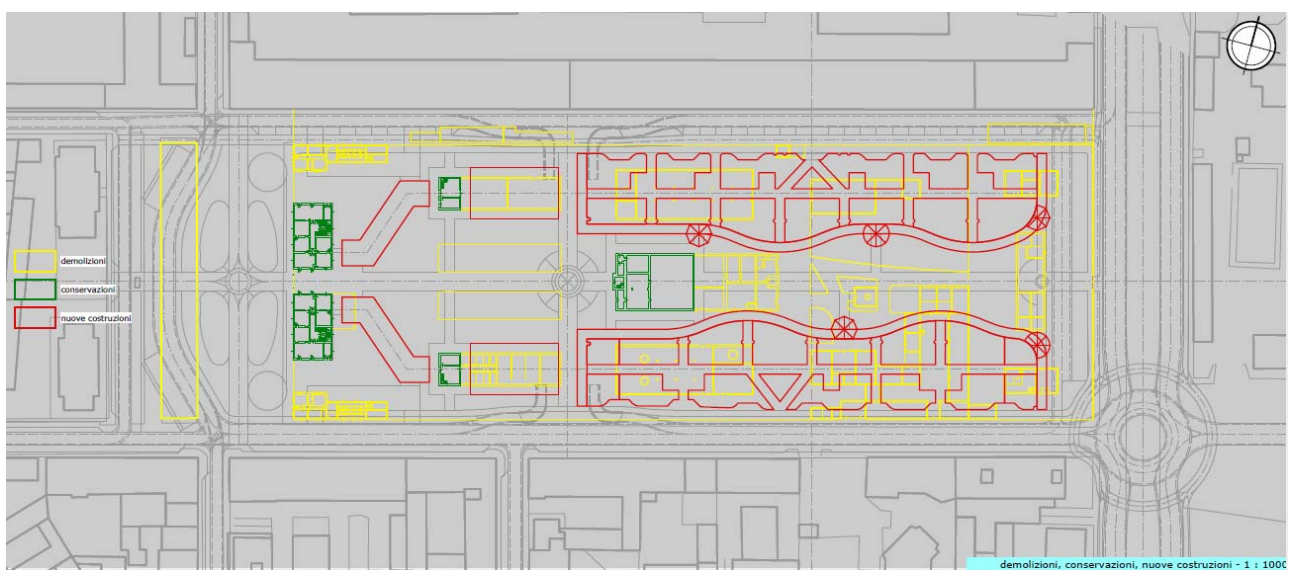 demolizioni
conservazioni
nuove costruzioni
demolizioni, conservazioni, nuove costruzioni - 1 : 1000